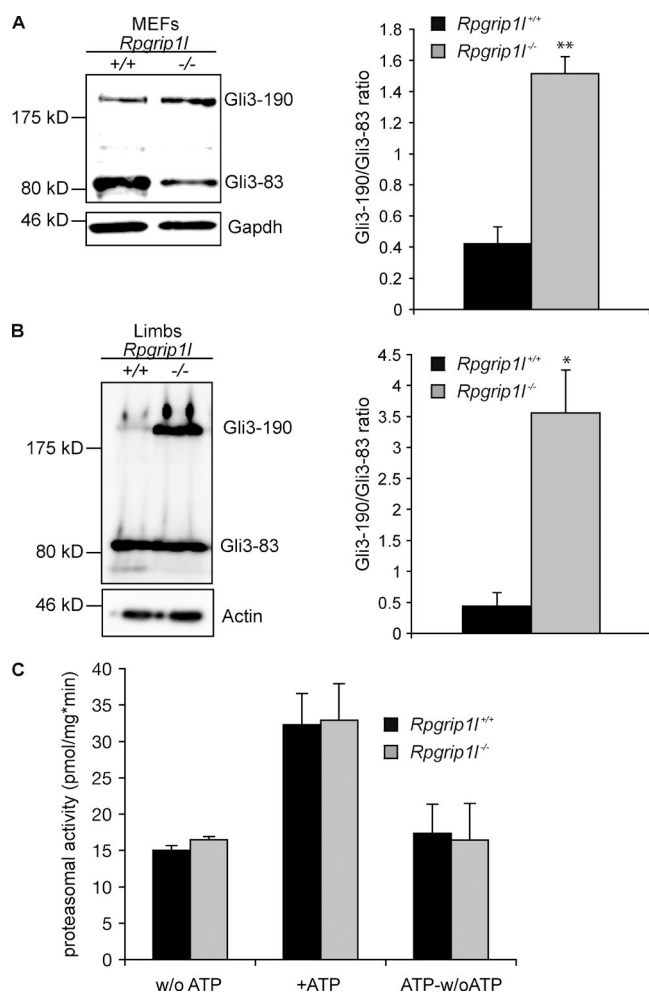 A
MEFs
Rpgrip1l
+/+ -/-
175 kD
80 kD
46 kD
Gli3-190
Gli3-83
Gapdh
Gli3-190/Gli3-83 ratio
1.8
1.6
1.4
1.2
1
0.8
0.6
0.4
0.2
0
Rpgrip1l+/+
Rpgrip1l-/-
**
B
Limbs
Rpgrip1l
+/+ -/-
175 kD
80 kD
46 kD
Gli3-190
Gli3-83
Actin
Gli3-190/Gli3-83 ratio
4.5
4
3.5
3
2.5
2
1.5
1
0.5
0
Rpgrip1l+/+
Rpgrip1l-/-
*
C
proteasomal activity (pmol/mg*min)
40
35
30
25
20
15
10
5
0
Rpgrip1l+/+
Rpgrip1l-/-
w/o ATP +ATP ATP-w/oATP